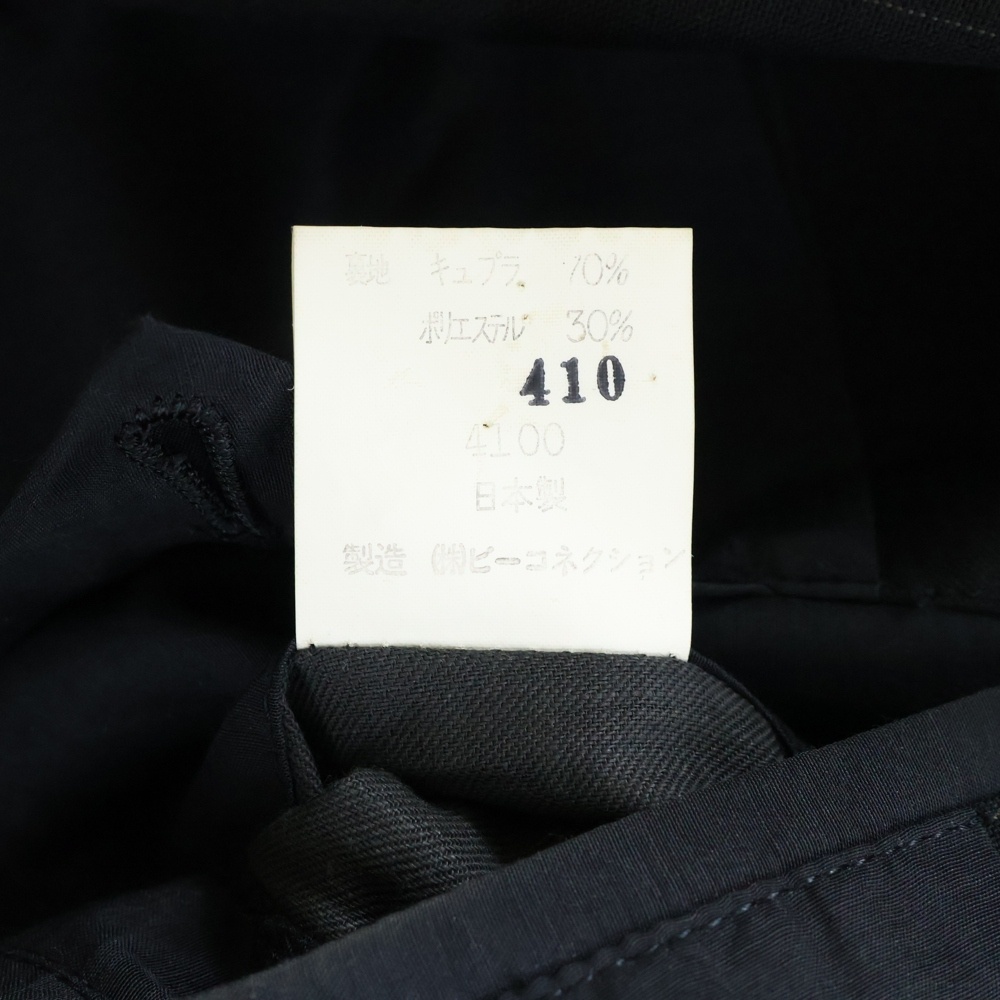 裏地 キュプラ 70%
ポリエステル 30%
410
4100
日本製
製造 ㈱ビーコネクション